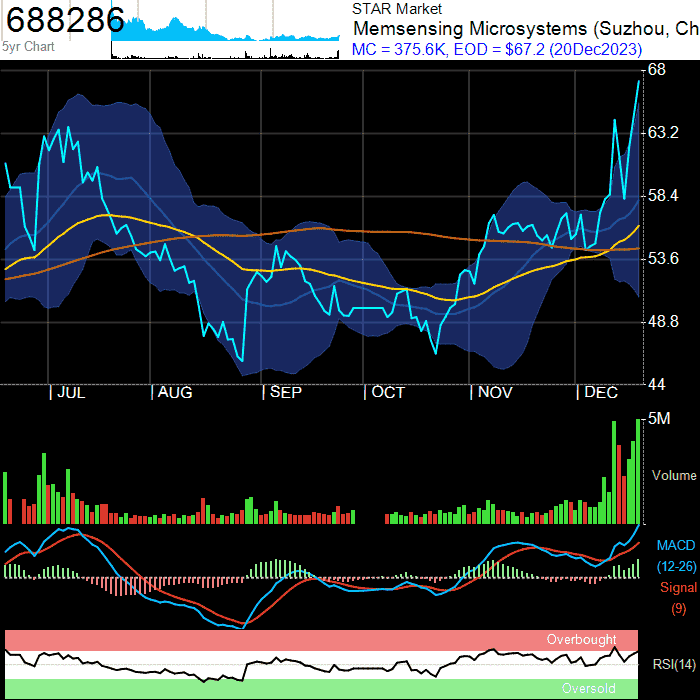 688286
5yr Chart
STAR Market
Memsensing Microsystems (Suzhou, Ch
MC = 375.6K, EOD = $67.2 (20Dec2023)
68
63.2
58.4
53.6
48.8
44
| JUL | AUG | SEP | OCT | NOV | DEC
5M
Volume
MACD
(12-26)
Signal
(9)
Overbought
RSI(14)
Oversold